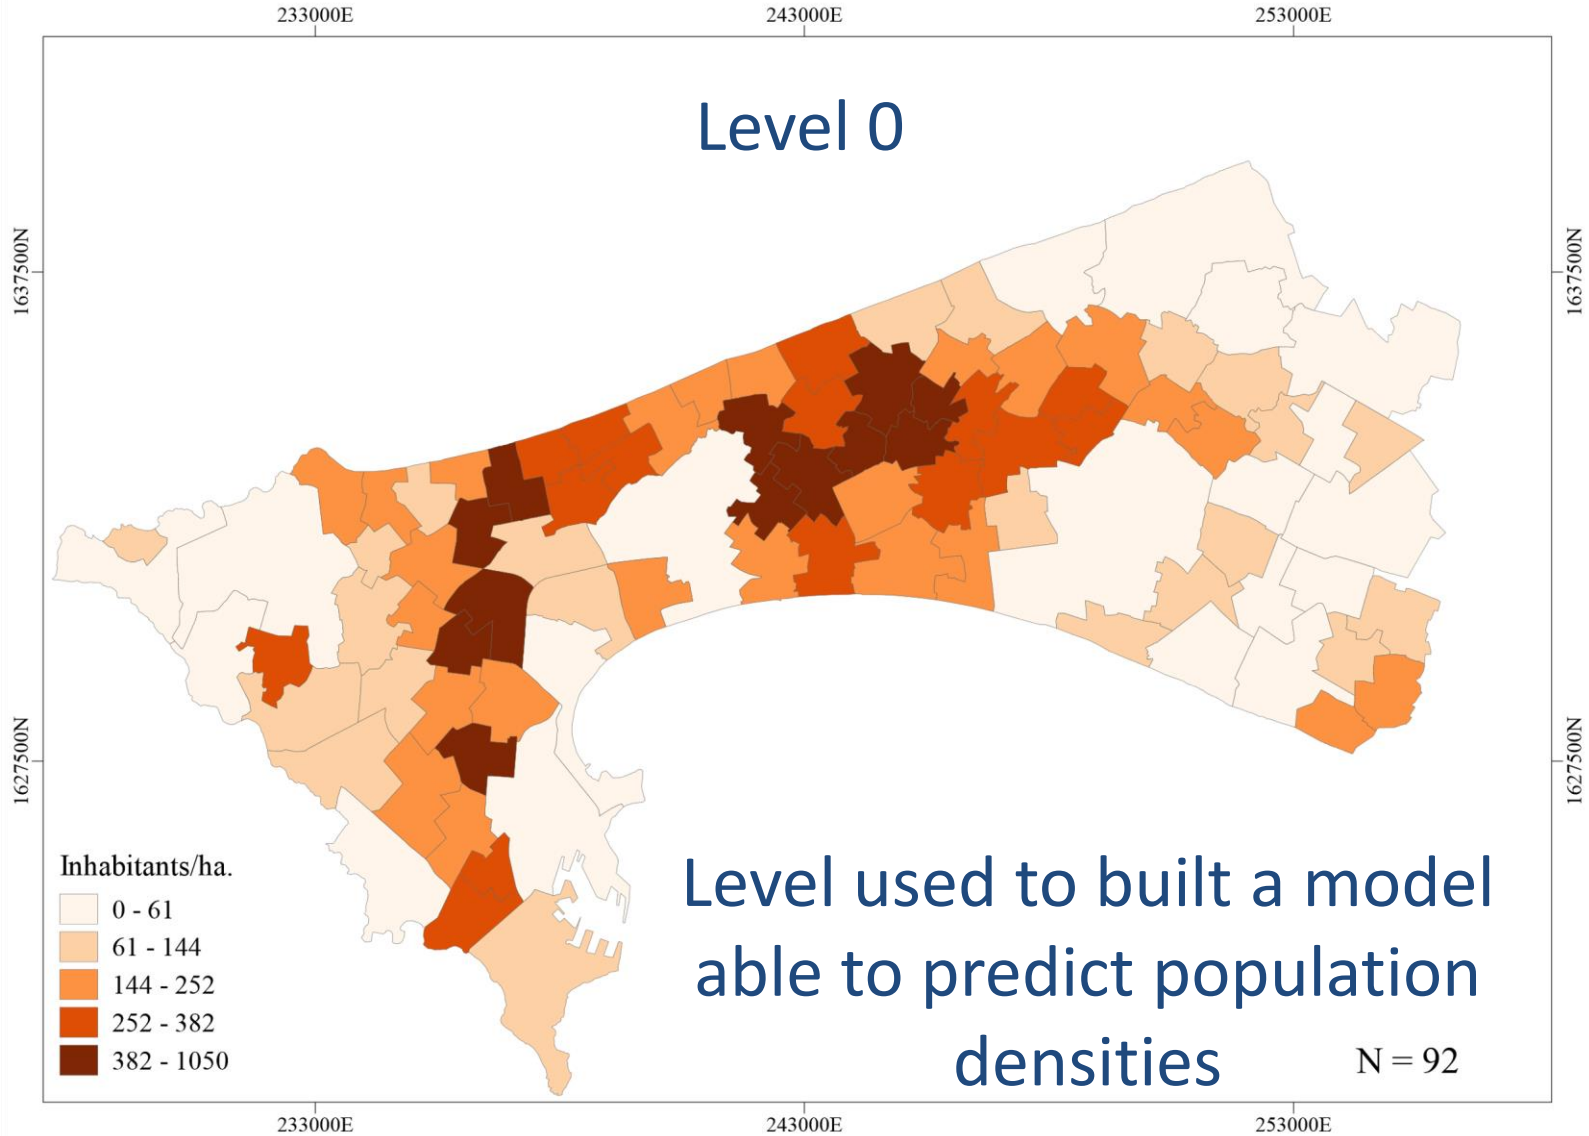 233000E
243000E
253000E
Level 0
1637500N
1637500N
1627500N
1627500N
Inhabitants/ha.
0 - 61
61 - 144
144 - 252
252 - 382
382 - 1050
Level used to built a model
able to predict population
densities
N = 92
233000E
243000E
253000E